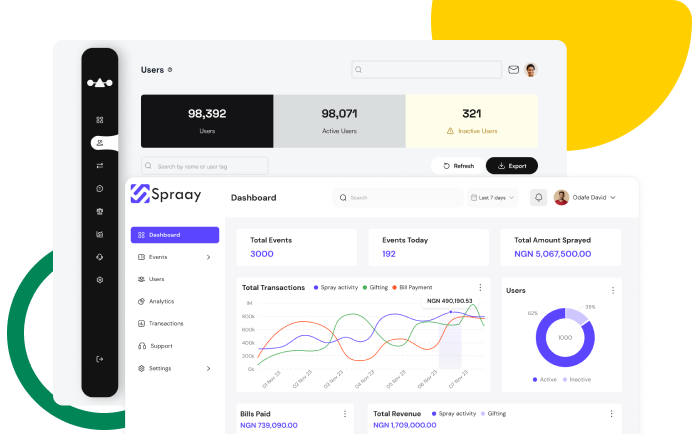 Users
98,392
Users
98,071
Active Users
321
Inactive Users
Search by name or user tag
Refresh
Export
Spraay
Dashboard
Search
Last 7 days
Odafe David
Dashboard
Events
Users
Analytics
Transactions
Support
Settings
Total Events
3000
Events Today
192
Total Amount Sprayed
NGN 5,067,500.00
Total Transactions
Spray activity
Gifting
Bill Payment
NGN 490,190.53
1M
800k
600k
400k
200k
0k
01 Nov 23
02 Nov 23
03 Nov 23
04 Nov 23
05 Nov 23
06 Nov 23
07 Nov 23
Users
62%
38%
1000
Active
Inactive
Bills Paid
NGN 739,090.00
Total Revenue
Spray activity
Gifting
NGN 1,709,000.00